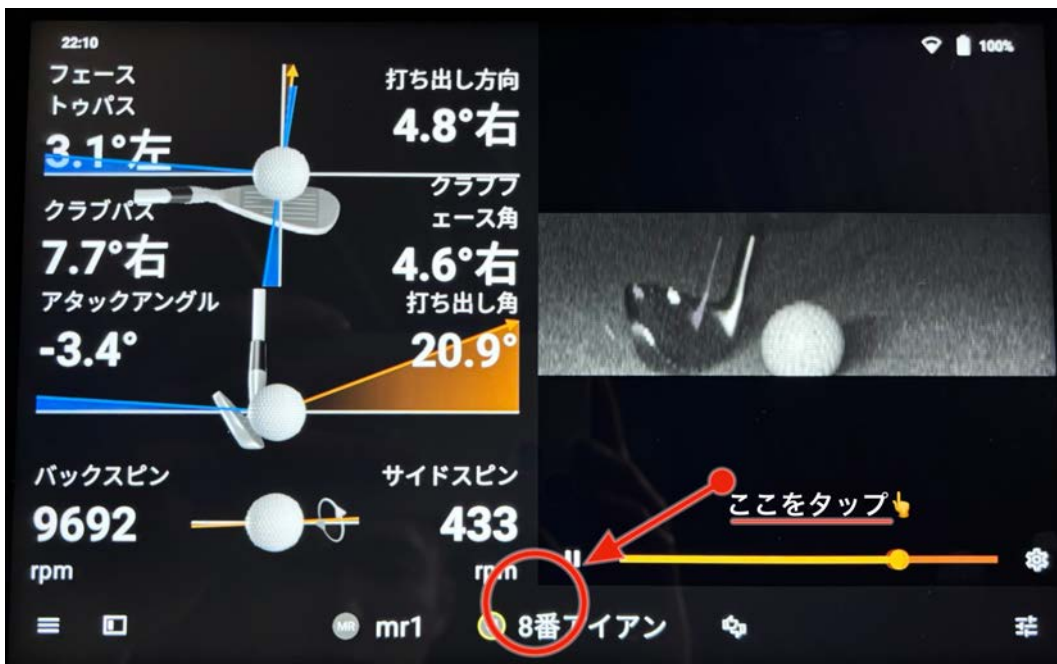 22:10
100%
フェース
トゥパス
3.1°左
打ち出し方向
4.8°右
クラブパス
7.7°右
クラブフ
ェース角
4.6°右
アタックアングル
-3.4°
打ち出し角
20.9°
バックスピン
9692
rpm
サイドスピン
433
rpm
ここをタップ👆
MR mr1
8番アイアン